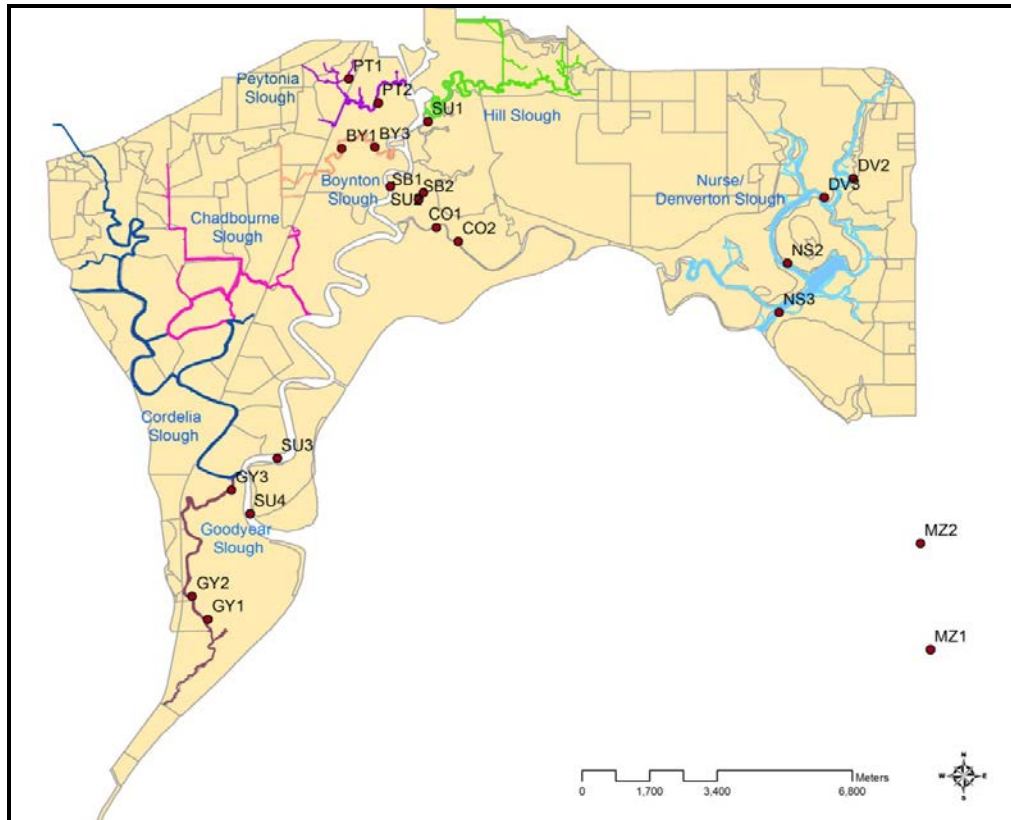 PT1
Peytonia
Slough
PT2
SU1
Hill Slough
BY1
BY3
Boynton
Slough
SB1
SB2
CO1
CO2
DV2
DV3
Nurse/
Denverton Slough
NS2
NS3
Chadbourne
Slough
Cordelia
Slough
SU3
GY3
SU4
Goodyear
Slough
GY2
GY1
MZ2
MZ1
N
W
E
S
Meters
0
1,700
3,400
6,800